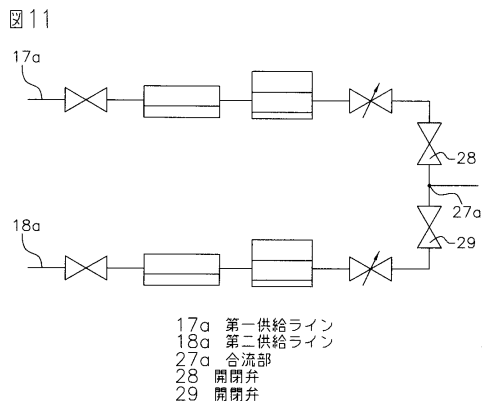 図11
17a
28
27a
18a
29
17a 第一供給ライン
18a 第二供給ライン
27a 合流部
28 開閉弁
29 開閉弁